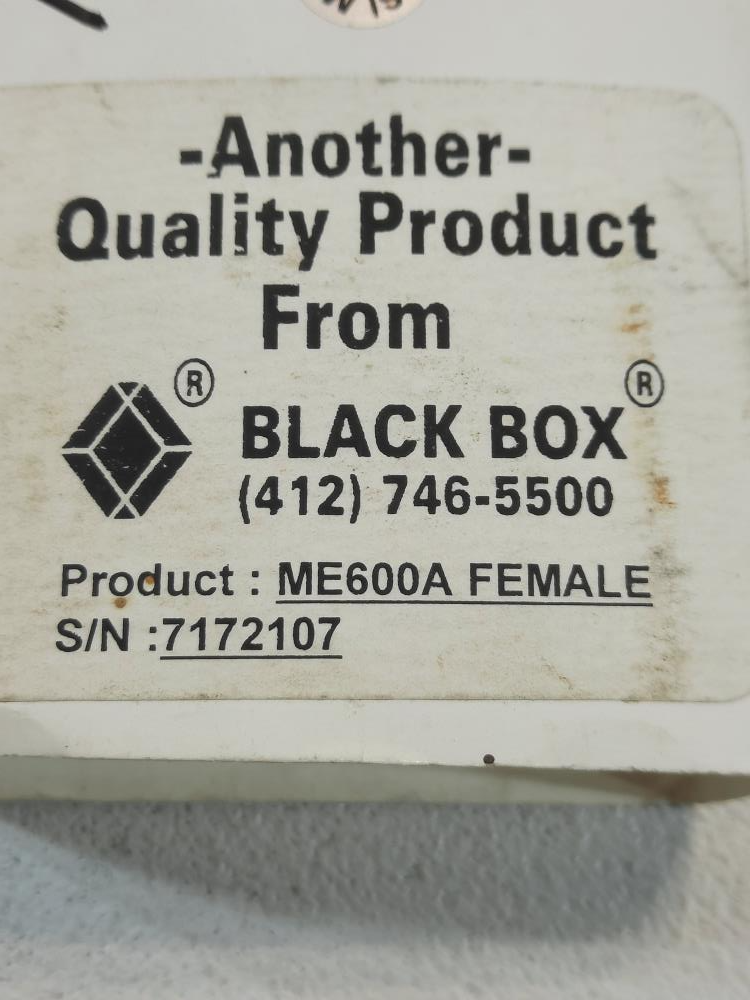 -Another-
Quality Product
From
® ®
BLACK BOX
(412) 746-5500
Product : ME600A FEMALE
S/N :7172107